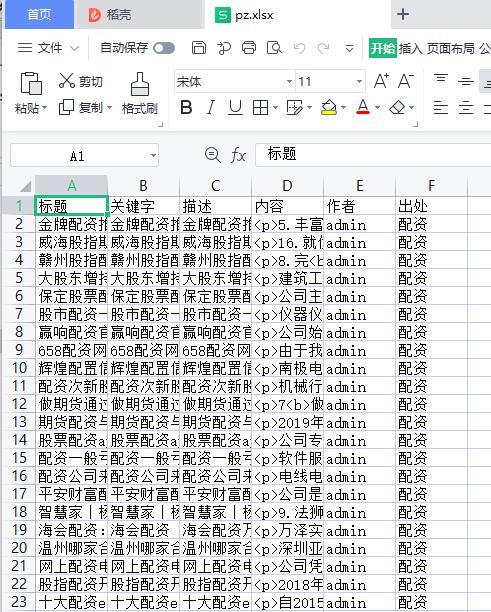 首页 稻壳 S pz.xlsx +
文件 自动保存 开始 插入 页面布局
粘贴 剪切 复制 格式刷 宋体 11 A+ A-
B I U A
A1 fx 标题
A B C D E F
1 标题 关键字 描述 内容 作者 出处
2 金牌配资推 金牌配资推 金牌配资推 <p>5.丰富 admin 配资
3 威海股指期 威海股指期 威海股指期 <p>16.就 admin 配资
4 赣州股指配 赣州股指配 赣州股指配 <p>8.完<b admin 配资
5 大股东增持 大股东增持 大股东增持 <p>建筑工 admin 配资
6 保定股票配 保定股票配 保定股票配 <p>公司主 admin 配资
7 股市配资一 股市配资一 股市配资一 <p>仪器仪 admin 配资
8 赢响配资官 赢响配资官 赢响配资官 <p>公司始 admin 配资
9 658配资网 658配资网 658配资网 <p>由于我 admin 配资
10 辉煌配置信 辉煌配置信 辉煌配置信 <p>南极电 admin 配资
11 配资次新股 配资次新股 配资次新股 <p>机械行 admin 配资
12 做期货通过 做期货通过 做期货通过 <p>7<b>做 admin 配资
13 期货配资与 期货配资与 期货配资与 <p>2019年 admin 配资
14 股票配资a 股票配资a 股票配资a <p>公司专 admin 配资
15 配资一般亏 配资一般亏 配资一般亏 <p>软件服 admin 配资
16 配资公司来 配资公司来 配资公司来 <p>电线电 admin 配资
17 平安财富配 平安财富配 平安财富配 <p>公司是 admin 配资
18 智慧家丨杨 智慧家丨杨 智慧家丨杨 <p>9.法狮 admin 配资
19 海会配资: 海会配资 海会配资万 <p>万泽实 admin 配资
20 温州哪家合 温州哪家合 温州哪家合 <p>深圳亚 admin 配资
21 网上配资电 网上配资电 网上配资电 <p>公司凭 admin 配资
22 股指配资开 股指配资开 股指配资开 <p>2018年 admin 配资
23 十大配资e 十大配资e 十大配资e <p>自2015 admin 配资